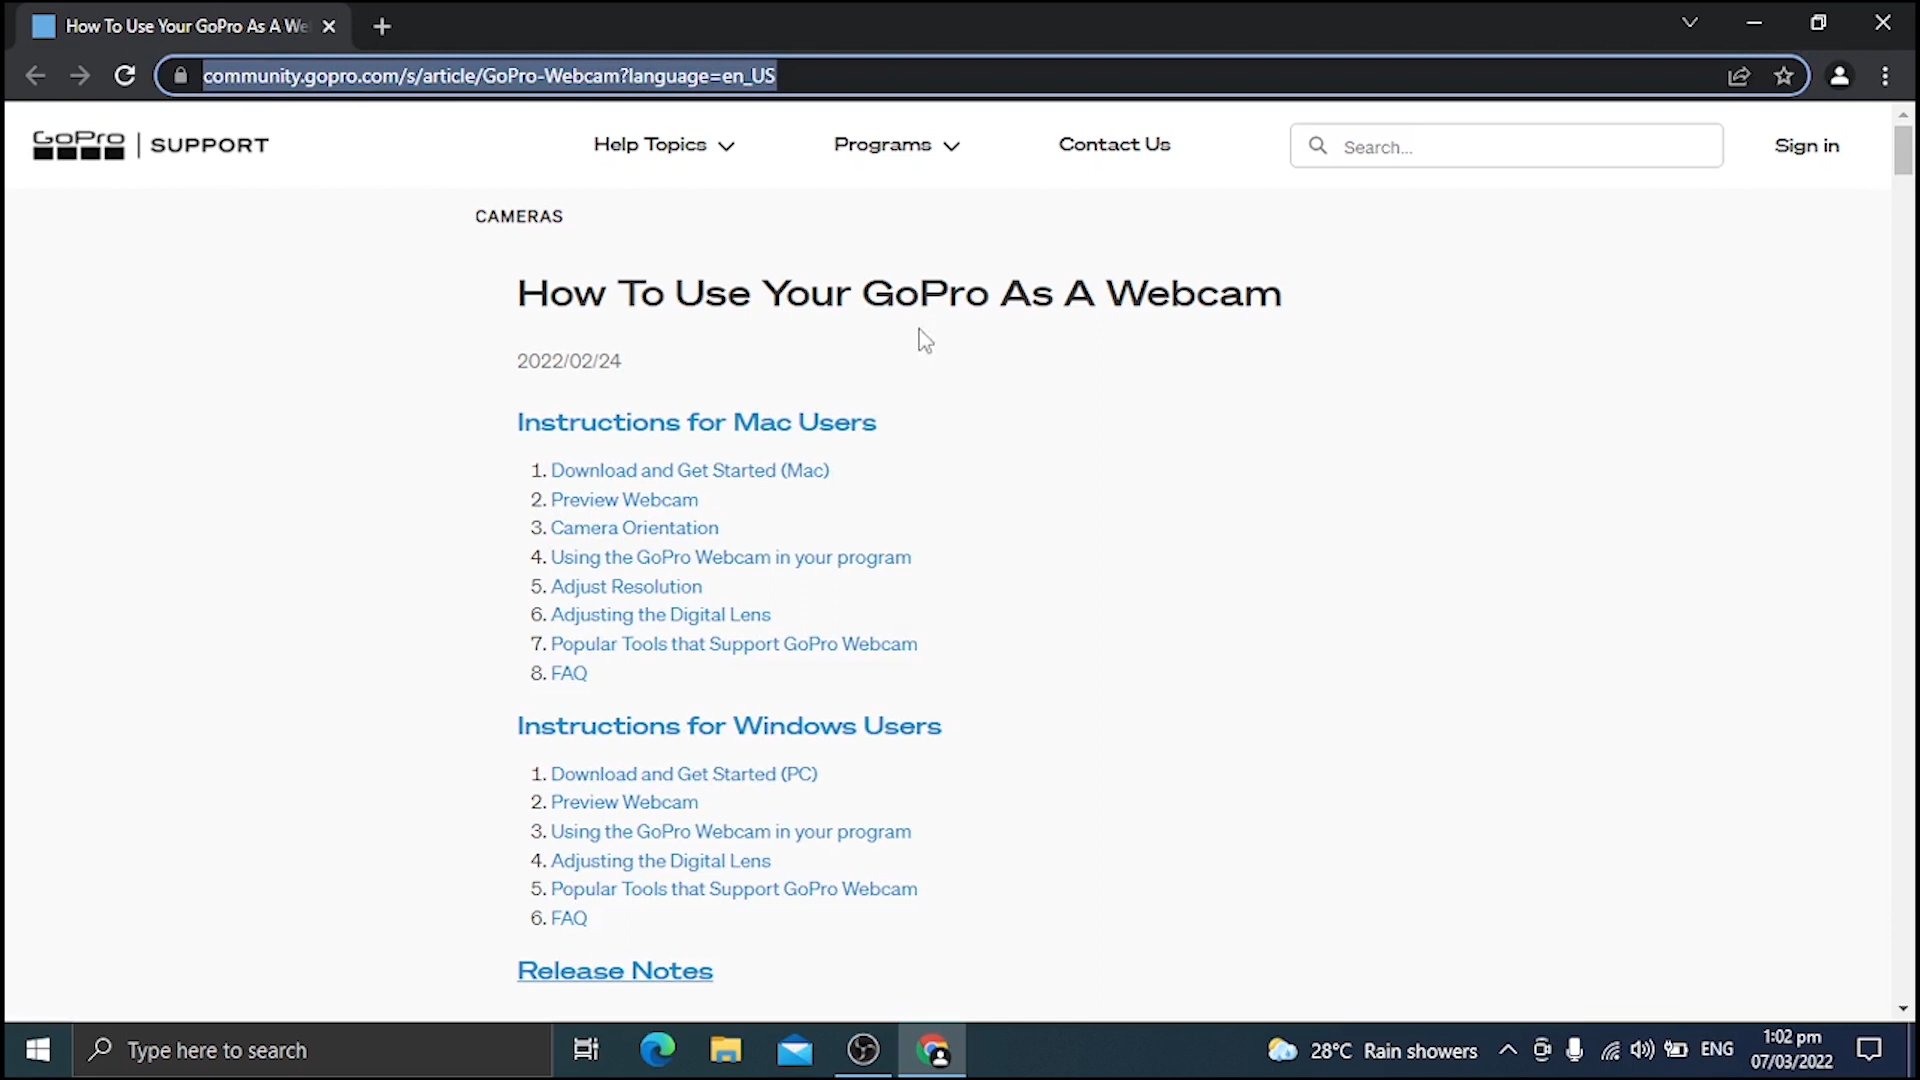 How To Use Your GoPro As A We
community.gopro.com/s/article/GoPro-Webcam?language=en_US
GoPro | SUPPORT
Help Topics
Programs
Contact Us
Search...
Sign in
CAMERAS
How To Use Your GoPro As A Webcam
2022/02/24
Instructions for Mac Users
1. Download and Get Started (Mac)
2. Preview Webcam
3. Camera Orientation
4. Using the GoPro Webcam in your program
5. Adjust Resolution
6. Adjusting the Digital Lens
7. Popular Tools that Support GoPro Webcam
8. FAQ
Instructions for Windows Users
1. Download and Get Started (PC)
2. Preview Webcam
3. Using the GoPro Webcam in your program
4. Adjusting the Digital Lens
5. Popular Tools that Support GoPro Webcam
6. FAQ
Release Notes
Type here to search
28°C Rain showers
ENG
1:02 pm
07/03/2022